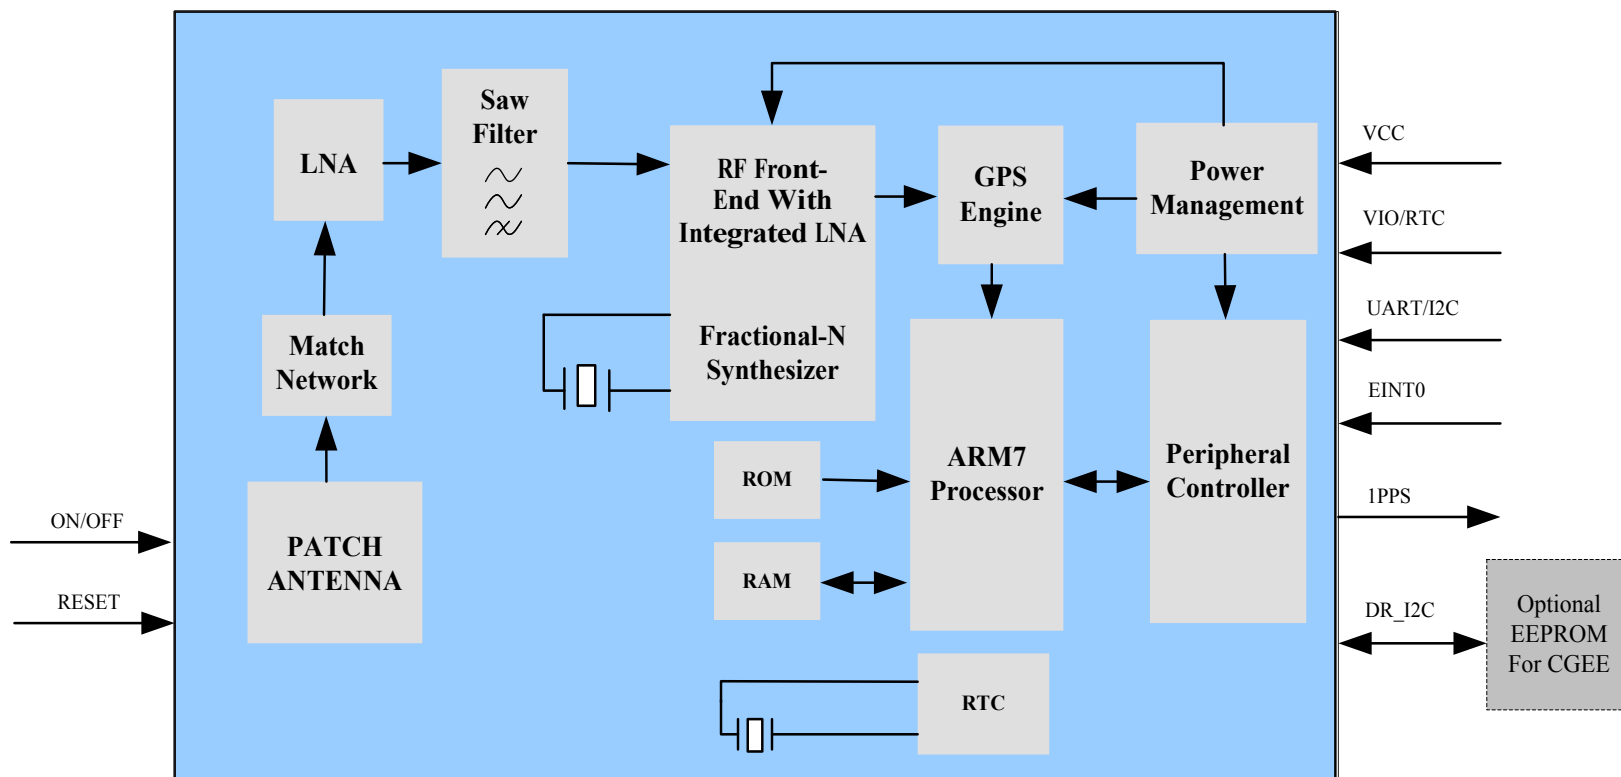 Saw
Filter
LNA
RF Front-
End With
Integrated LNA
GPS
Engine
Power
Management
VCC
VIO/RTC
UART/I2C
EINT0
Match
Network
Fractional-N
Synthesizer
ROM
ARM7
Processor
Peripheral
Controller
1PPS
ON/OFF
PATCH
ANTENNA
RAM
RESET
DR_I2C
Optional
EEPROM
For CGEE
RTC